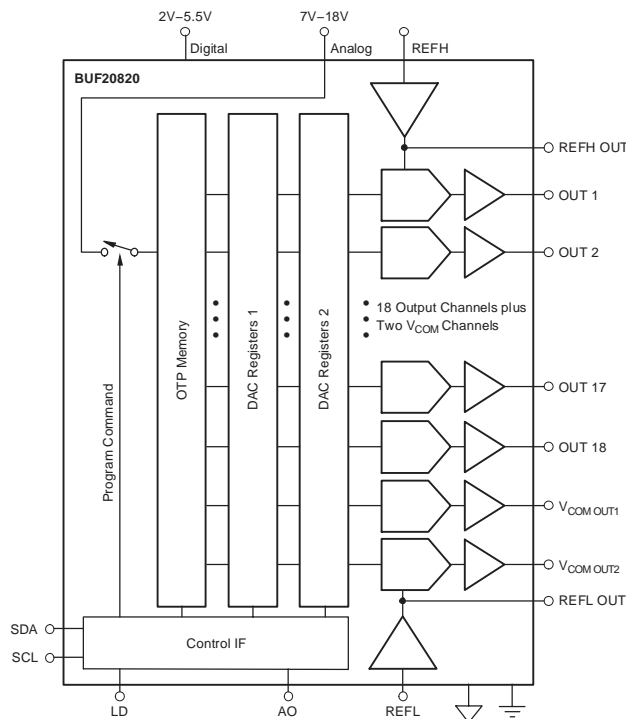 2V–5.5V
7V–18V
Digital
Analog
REFH
BUF20820
REFH OUT
OUT 1
OUT 2
18 Output Channels plus
Two VCOM Channels
OTP Memory
DAC Registers 1
DAC Registers 2
Program Command
OUT 17
OUT 18
VCOM OUT1
VCOM OUT2
REFL OUT
SDA
SCL
Control IF
LD
AO
REFL